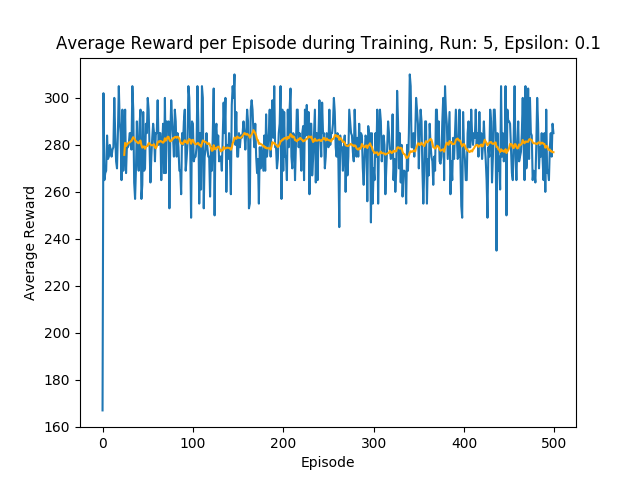 Average Reward per Episode during Training, Run: 5, Epsilon: 0.1
Average Reward
300
280
260
240
220
200
180
160
0 100 200 300 400 500
Episode